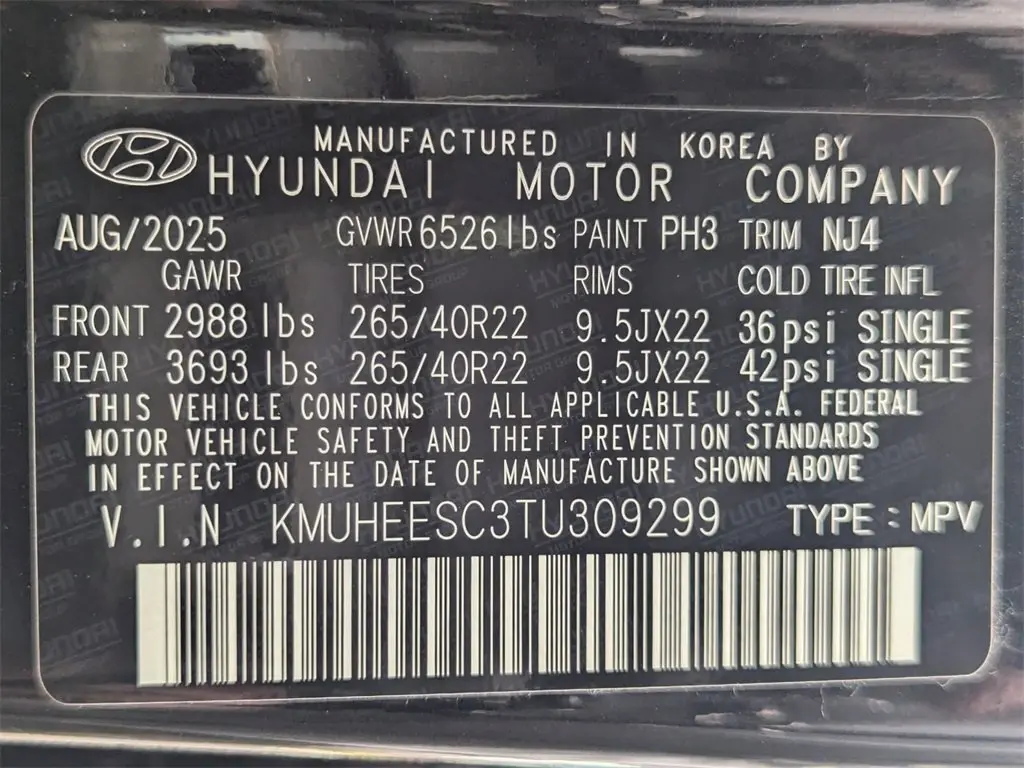 MANUFACTURED IN KOREA BY
HYUNDAI MOTOR COMPANY
AUG/2025 GVWR 6526 lbs PAINT PH3 TRIM NJ4
GAWR TIRES RIMS COLD TIRE INFL
FRONT 2988 lbs 265/40R22 9.5JX22 36psi SINGLE
REAR 3693 lbs 265/40R22 9.5JX22 42psi SINGLE
THIS VEHICLE CONFORMS TO ALL APPLICABLE U.S.A. FEDERAL
MOTOR VEHICLE SAFETY AND THEFT PREVENTION STANDARDS
IN EFFECT ON THE DATE OF MANUFACTURE SHOWN ABOVE
V.I.N KMUHEESC3TU309299 TYPE : MPV